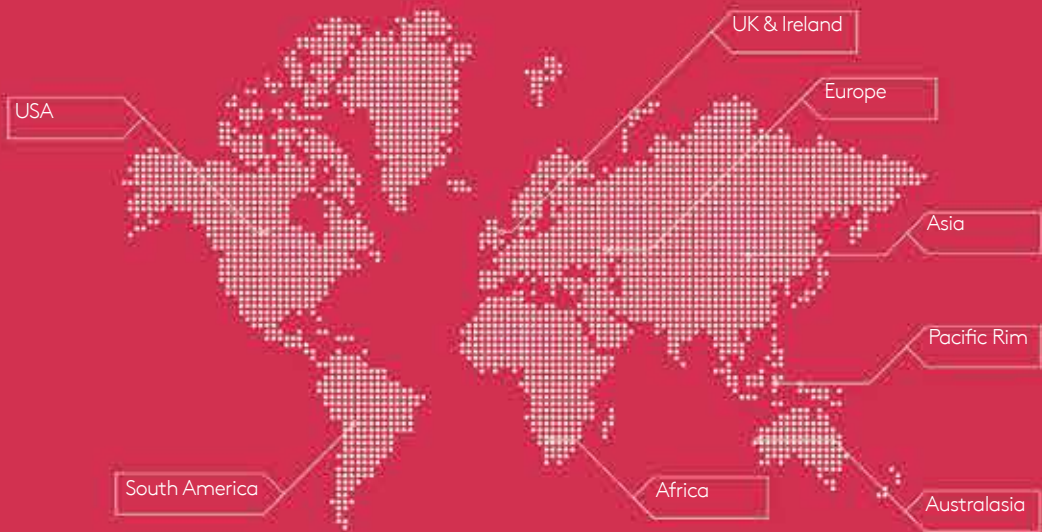 UK & Ireland
Europe
USA
Asia
Pacific Rim
South America
Africa
Australasia